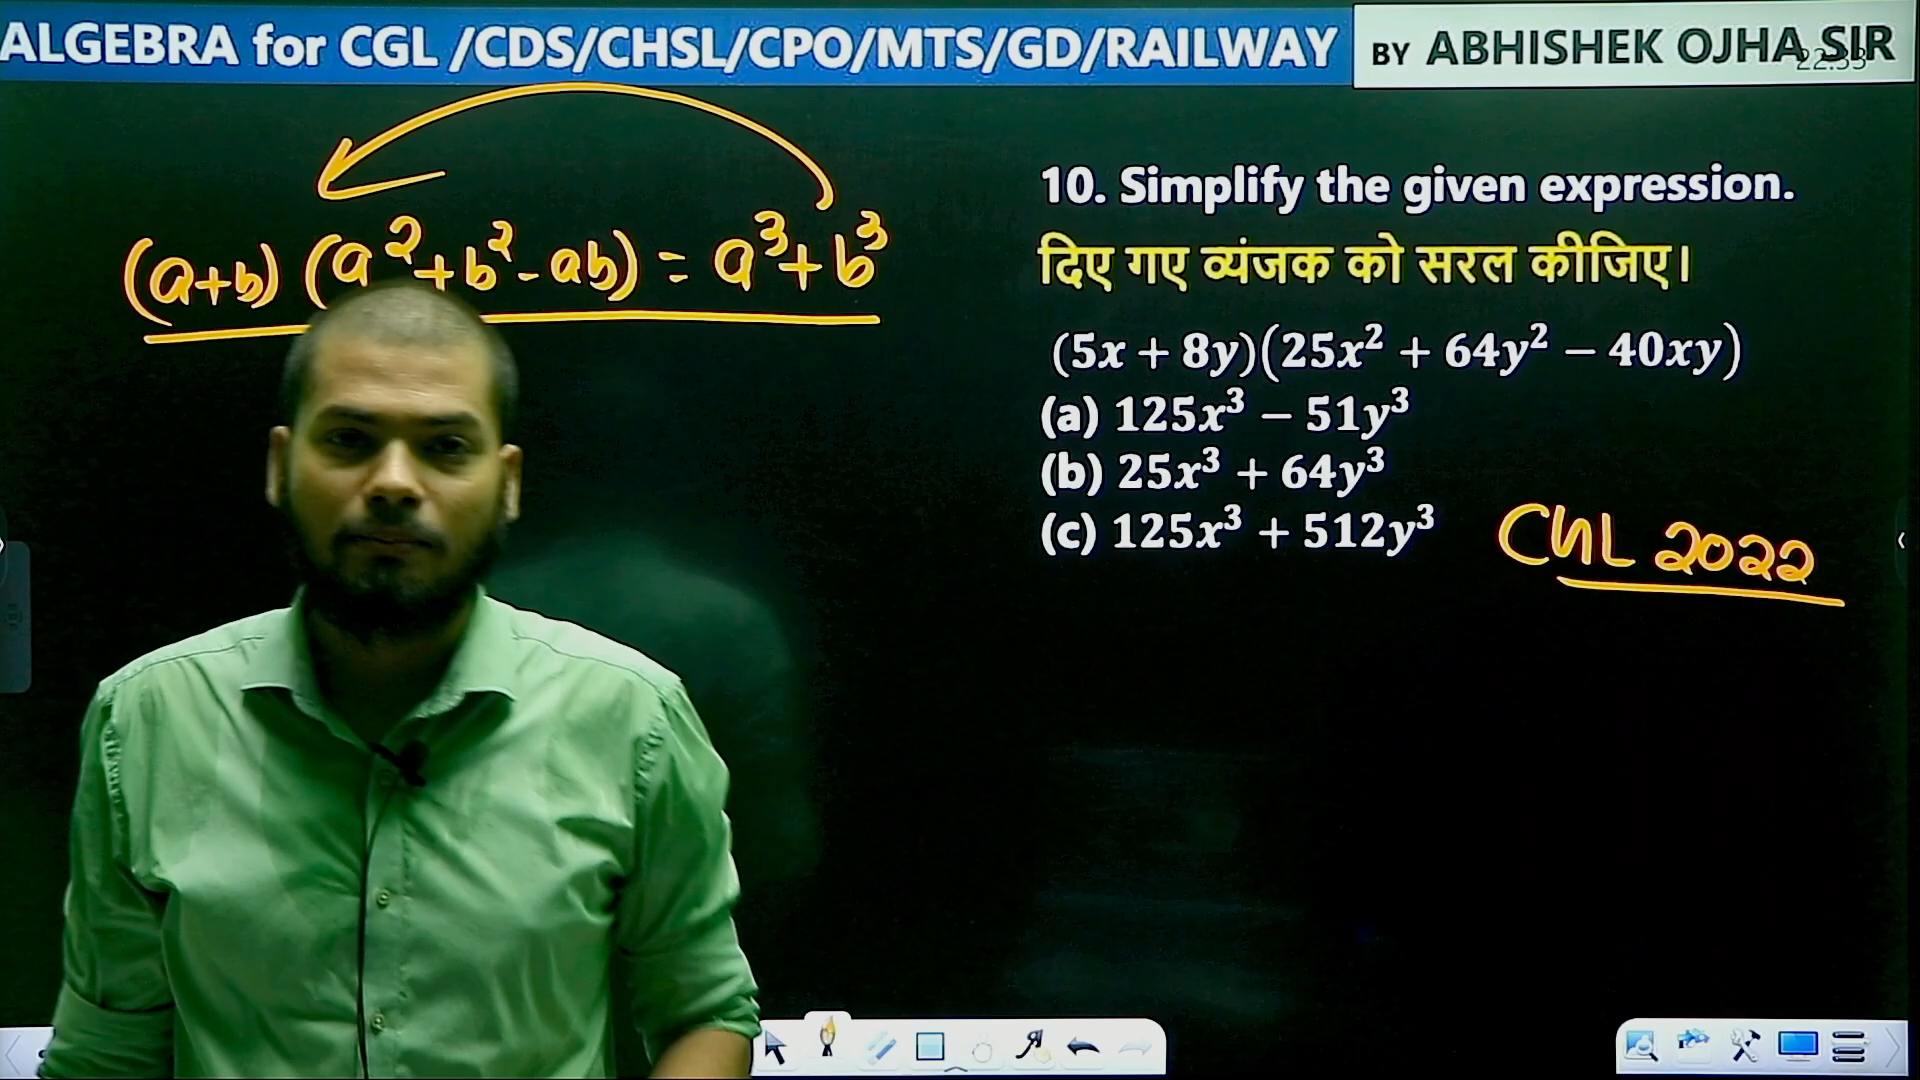 ALGEBRA for CGL /CDS/CHSL/CPO/MTS/GD/RAILWAY BY ABHISHEK OJHA SIR
22:33
(a+b) (a²+b²-ab) = a³+b³
10. Simplify the given expression.
दिए गए व्यंजक को सरल कीजिए।
(5x + 8y)(25x² + 64y² − 40xy)
(a) 125x³ − 51y³
(b) 25x³ + 64y³
(c) 125x³ + 512y³
2022